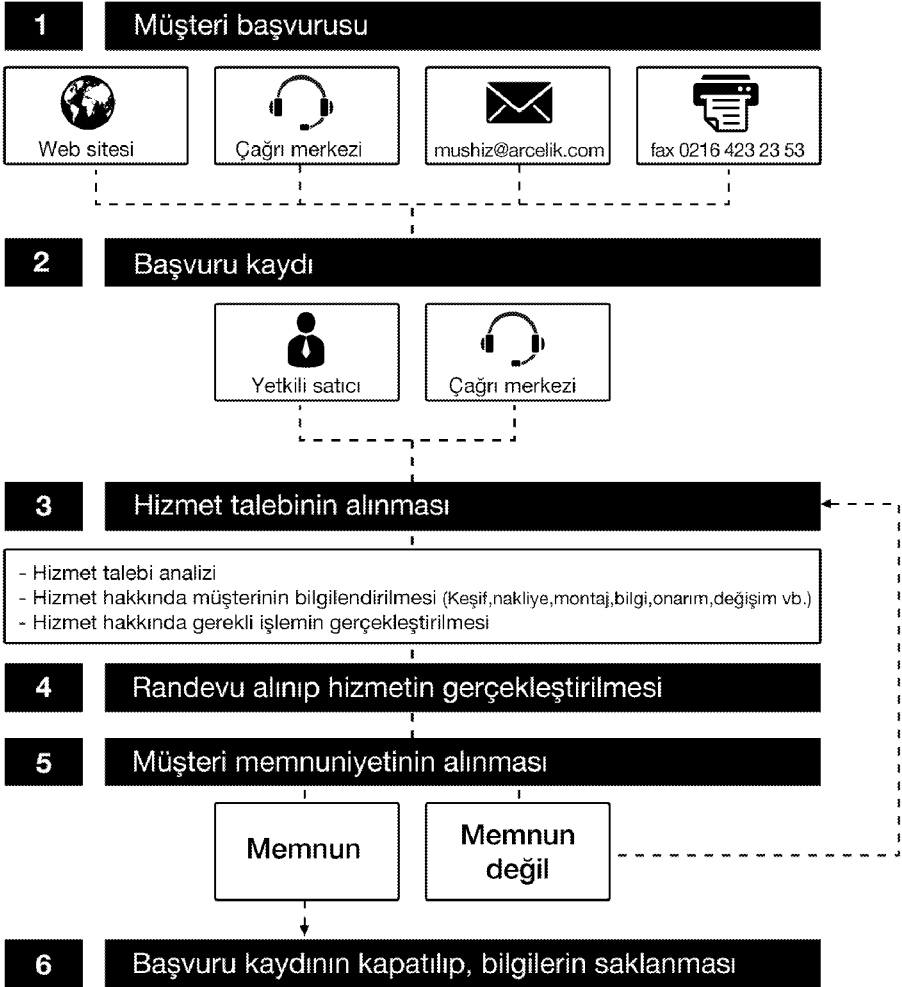 1 Müşteri başvurusu
Web sitesi
Çağrı merkezi
mushiz@arcelik.com
fax 0216 423 23 53
2 Başvuru kaydı
Yetkili satıcı
Çağrı merkezi
3 Hizmet talebinin alınması
- Hizmet talebi analizi
- Hizmet hakkında müşterinin bilgilendirilmesi (Keşif,nakliye,montaj,bilgi,onarım,değişim vb.)
- Hizmet hakkında gerekli işlemin gerçekleştirilmesi
4 Randevu alınıp hizmetin gerçekleştirilmesi
5 Müşteri memnuniyetinin alınması
Memnun
Memnun
değil
6 Başvuru kaydının kapatılıp, bilgilerin saklanması